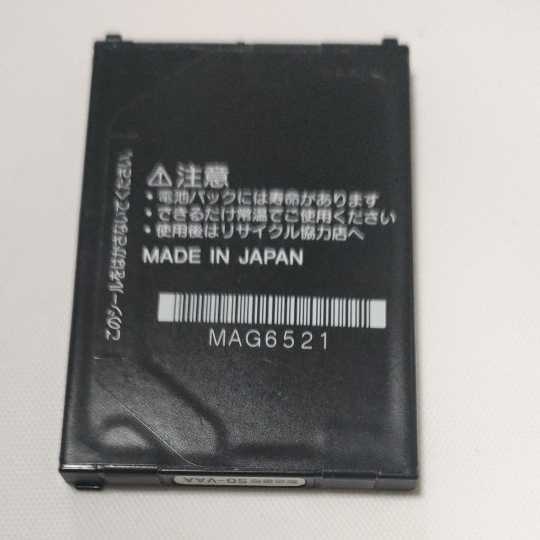 ⚠注意
・電池パックには寿命があります
・できるだけ常温でご使用ください
・使用後はリサイクル協力店へ
MADE IN JAPAN
MAG6521
このシールをはがさないでください。